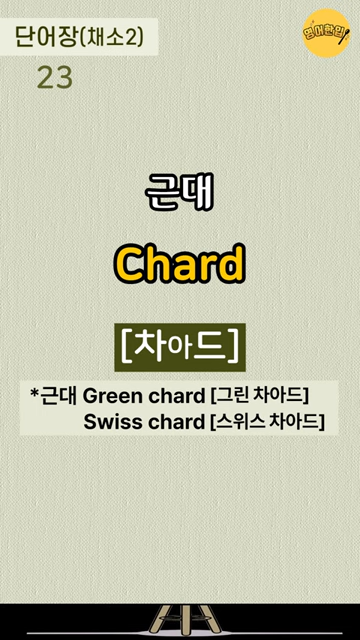 단어장(채소2)
영어한입
23
근대
Chard
[차아드]
*근대 Green chard [그린 차아드]
Swiss chard [스위스 차아드]